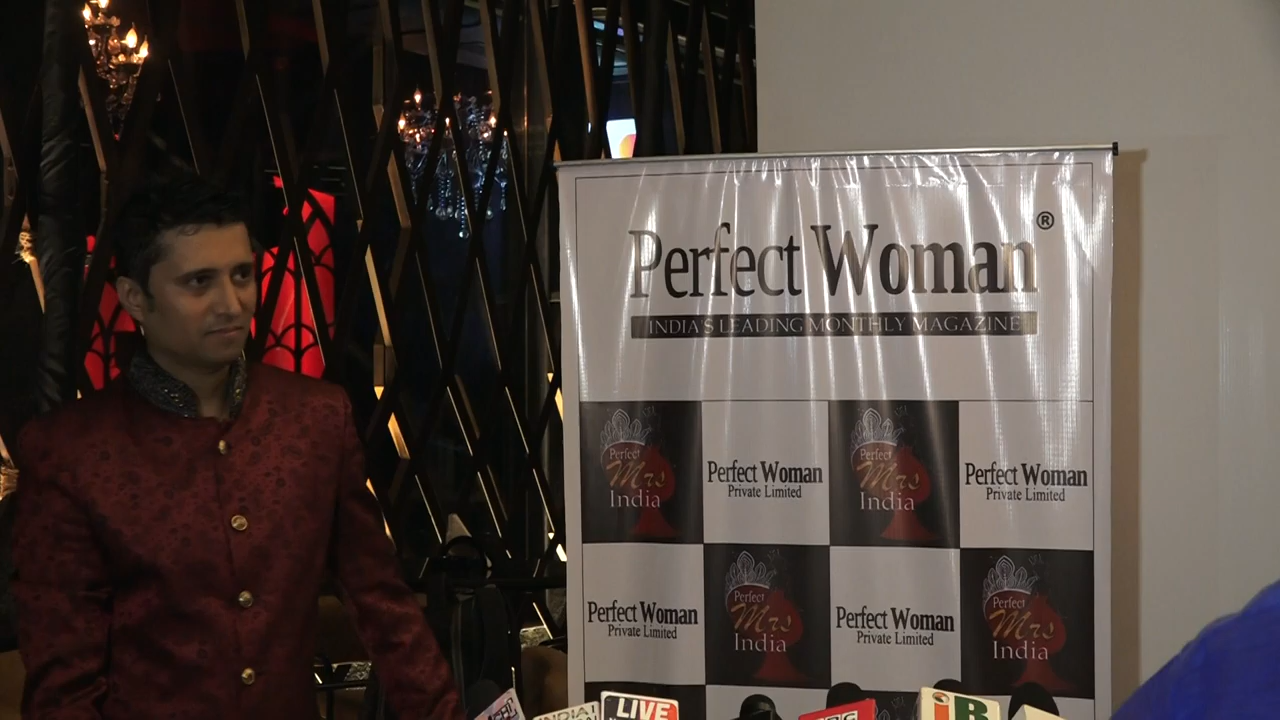 Perfect Woman®
INDIA'S LEADING MONTHLY MAGAZINE
Perfect
Mrs
India
Perfect Woman
Private Limited
Perfect
Mrs
India
Perfect Woman
Private Limited
Perfect Woman
Private Limited
Perfect
Mrs
India
Perfect Woman
Private Limited
Perfect
Mrs
India
LIVE